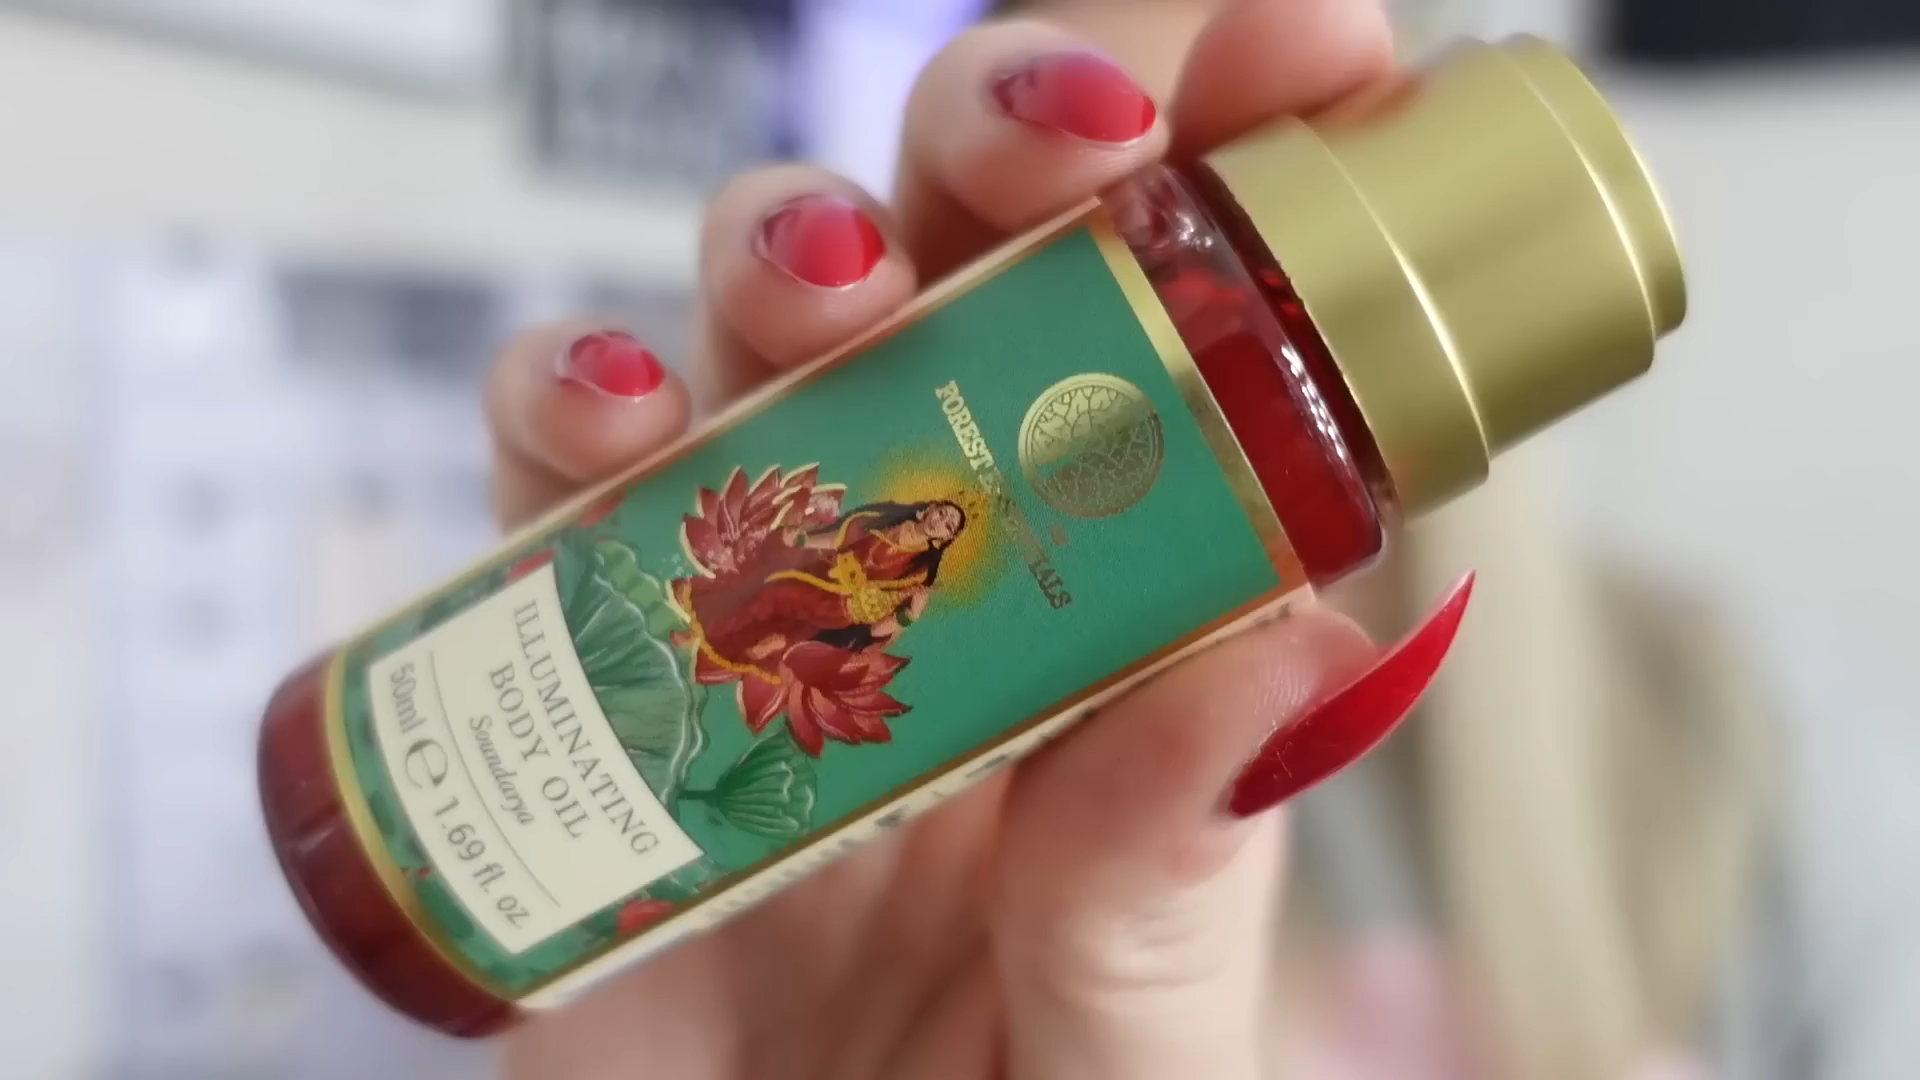 FOREST ESSENTIALS
ILLUMINATING
BODY OIL
Soundarya
50ml ℮ 1.69 fl. oz